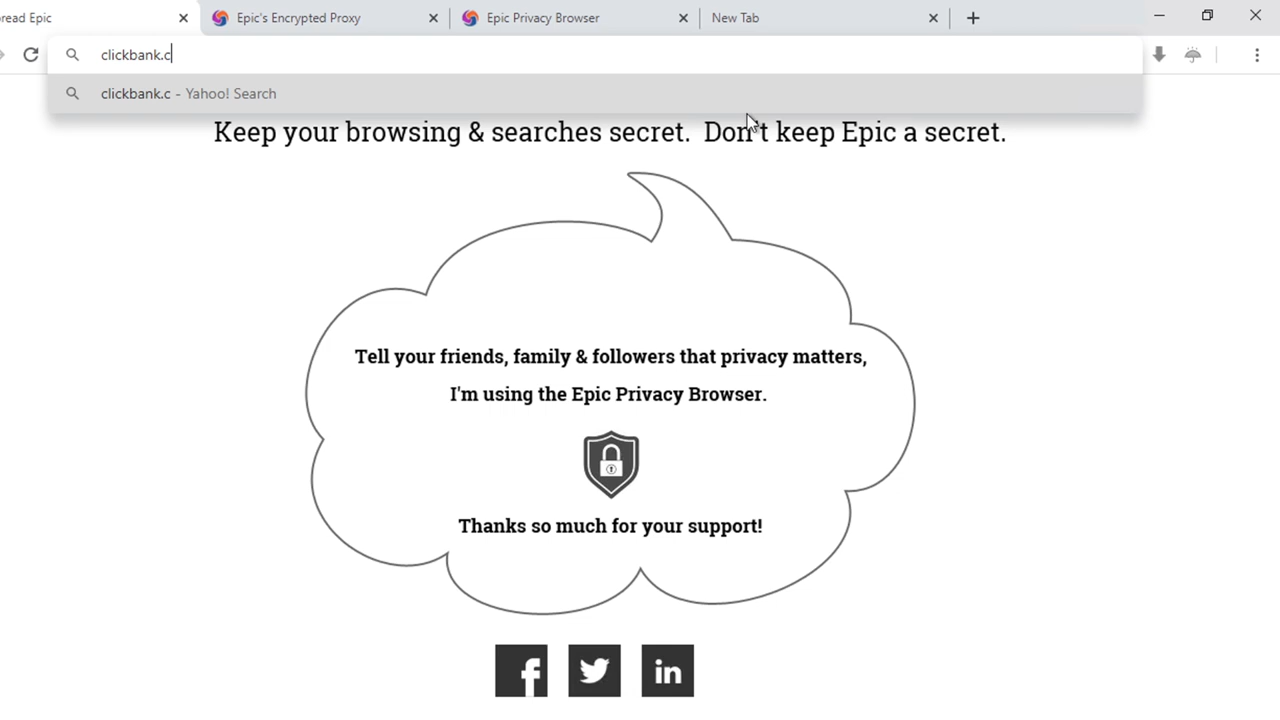 read Epic
Epic's Encrypted Proxy
Epic Privacy Browser
New Tab
clickbank.c
clickbank.c - Yahoo! Search
Keep your browsing & searches secret. Don't keep Epic a secret.
Tell your friends, family & followers that privacy matters,
I'm using the Epic Privacy Browser.
Thanks so much for your support!
f
in